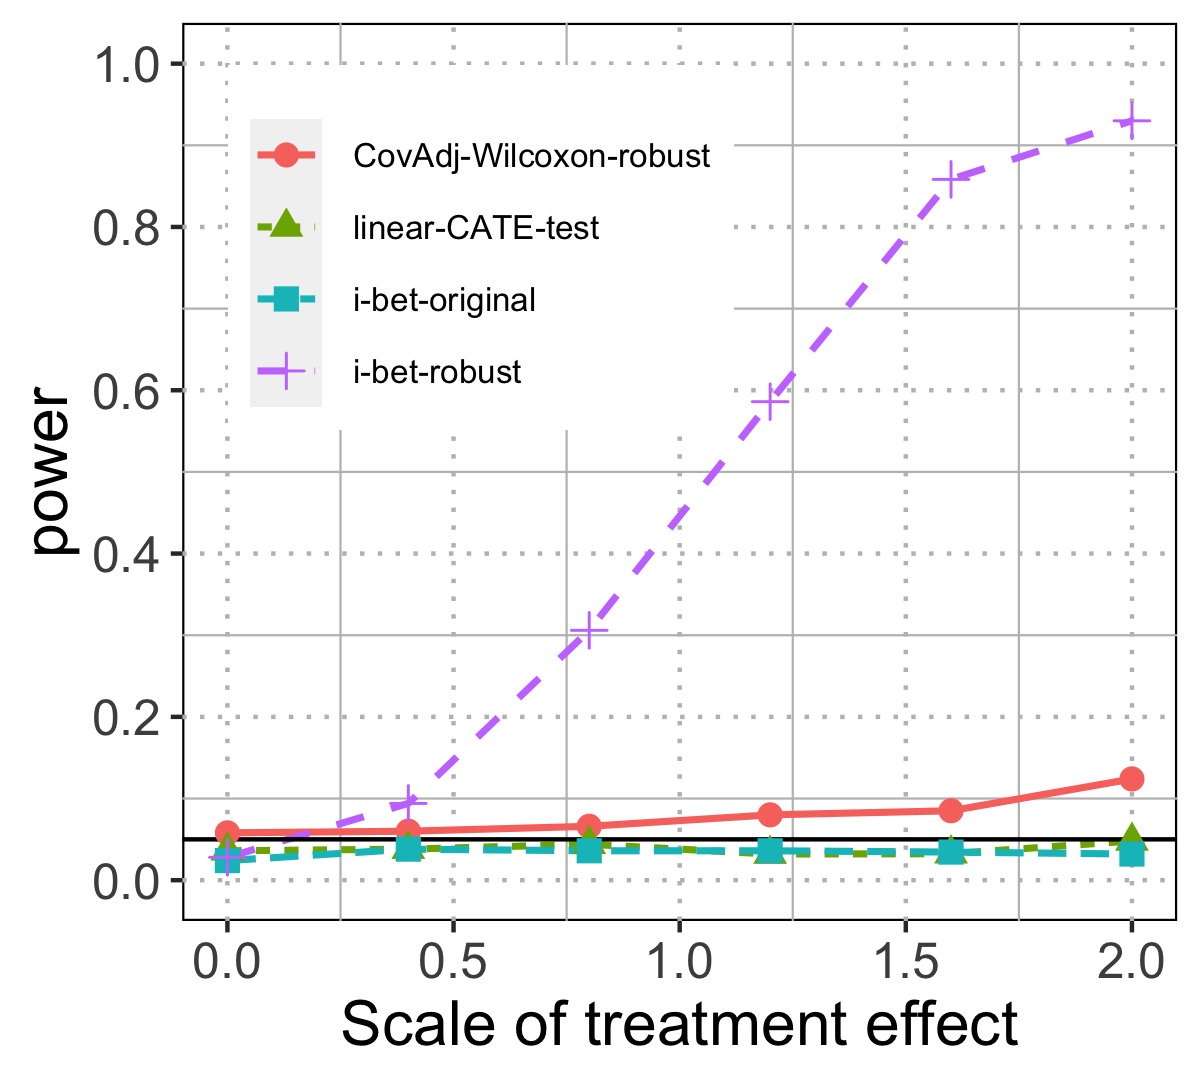 1.0
0.8
0.6
0.4
0.2
0.0
power
CovAdj-Wilcoxon-robust
linear-CATE-test
i-bet-original
i-bet-robust
0.0 0.5 1.0 1.5 2.0
Scale of treatment effect